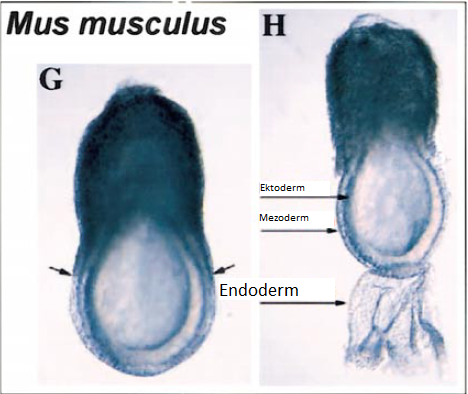 Mus musculus
G
H
Ektoderm
Mezoderm
Endoderm